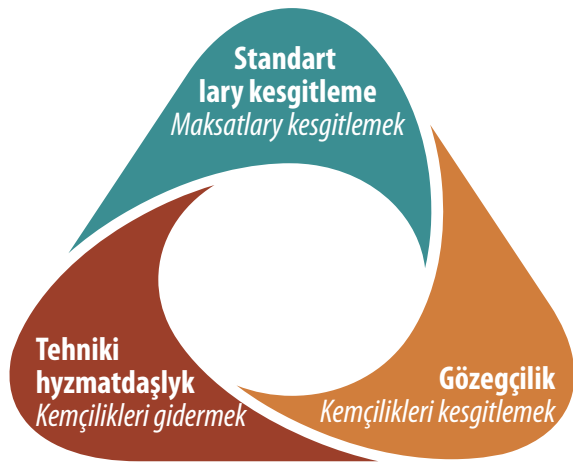 Standart
lary kesgitleme
Maksatlary kesgitlemek
Tehniki
hyzmatdaşlyk
Kemçilikleri gidermek
Gözegçilik
Kemçilikleri kesgitlemek